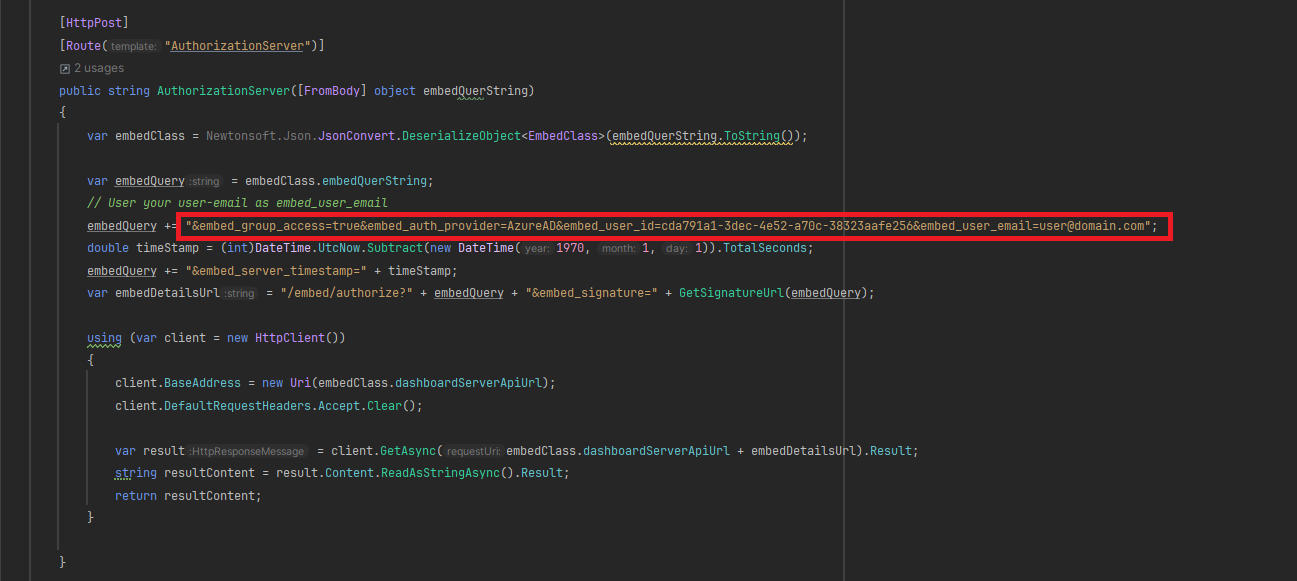 [HttpPost]
[Route( template: "AuthorizationServer")]
2 usages
public string AuthorizationServer([FromBody] object embedQuerString)
{
var embedClass = Newtonsoft.Json.JsonConvert.DeserializeObject<EmbedClass>(embedQuerString.ToString());
var embedQuery :string = embedClass.embedQuerString;
// User your user-email as embed_user_email
embedQuery += "&embed_group_access=true&embed_auth_provider=AzureAD&embed_user_id=cda791a1-3dec-4e52-a70c-38323aafe256&embed_user_email=user@domain.com";
double timeStamp = (int)DateTime.UtcNow.Subtract(new DateTime( year: 1970, month: 1, day: 1)).TotalSeconds;
embedQuery += "&embed_server_timestamp=" + timeStamp;
var embedDetailsUrl :string = "/embed/authorize?" + embedQuery + "&embed_signature=" + GetSignatureUrl(embedQuery);
using (var client = new HttpClient())
{
client.BaseAddress = new Uri(embedClass.dashboardServerApiUrl);
client.DefaultRequestHeaders.Accept.Clear();
var result :HttpResponseMessage = client.GetAsync( requestUri: embedClass.dashboardServerApiUrl + embedDetailsUrl).Result;
string resultContent = result.Content.ReadAsStringAsync().Result;
return resultContent;
}
}